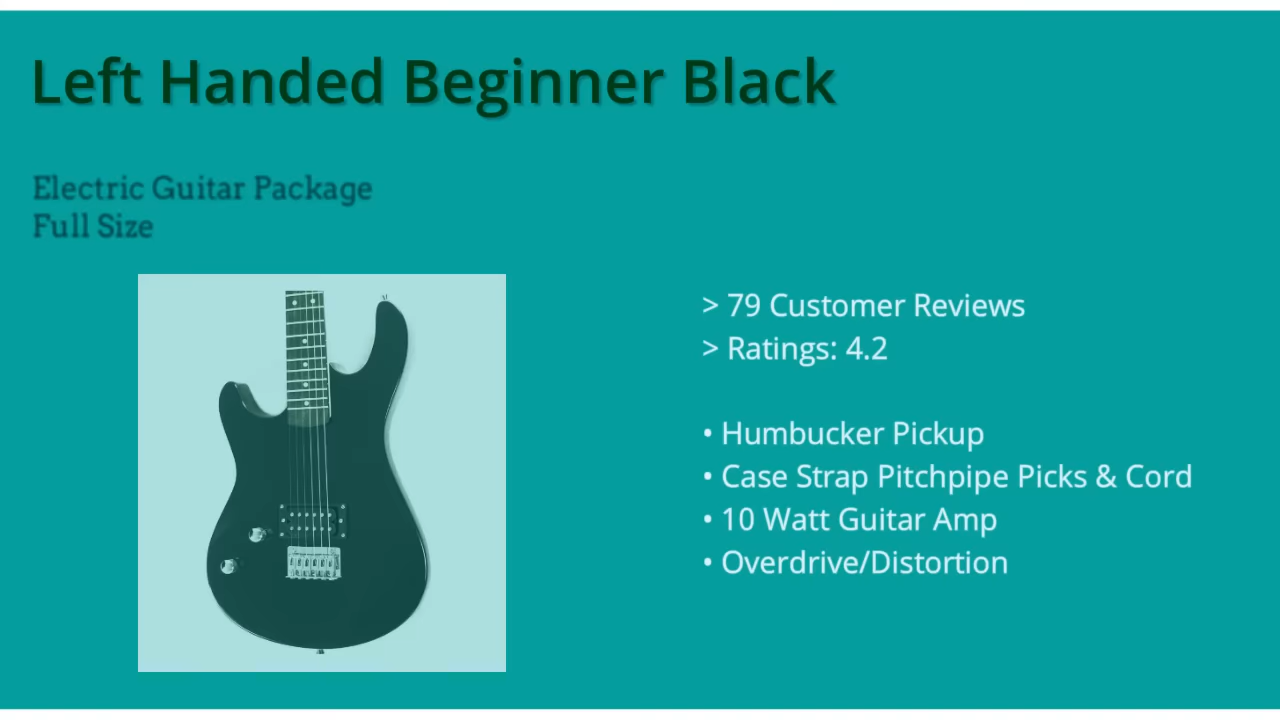 Left Handed Beginner Black
Electric Guitar Package
Full Size
> 79 Customer Reviews
> Ratings: 4.2
• Humbucker Pickup
• Case Strap Pitchpipe Picks & Cord
• 10 Watt Guitar Amp
• Overdrive/Distortion